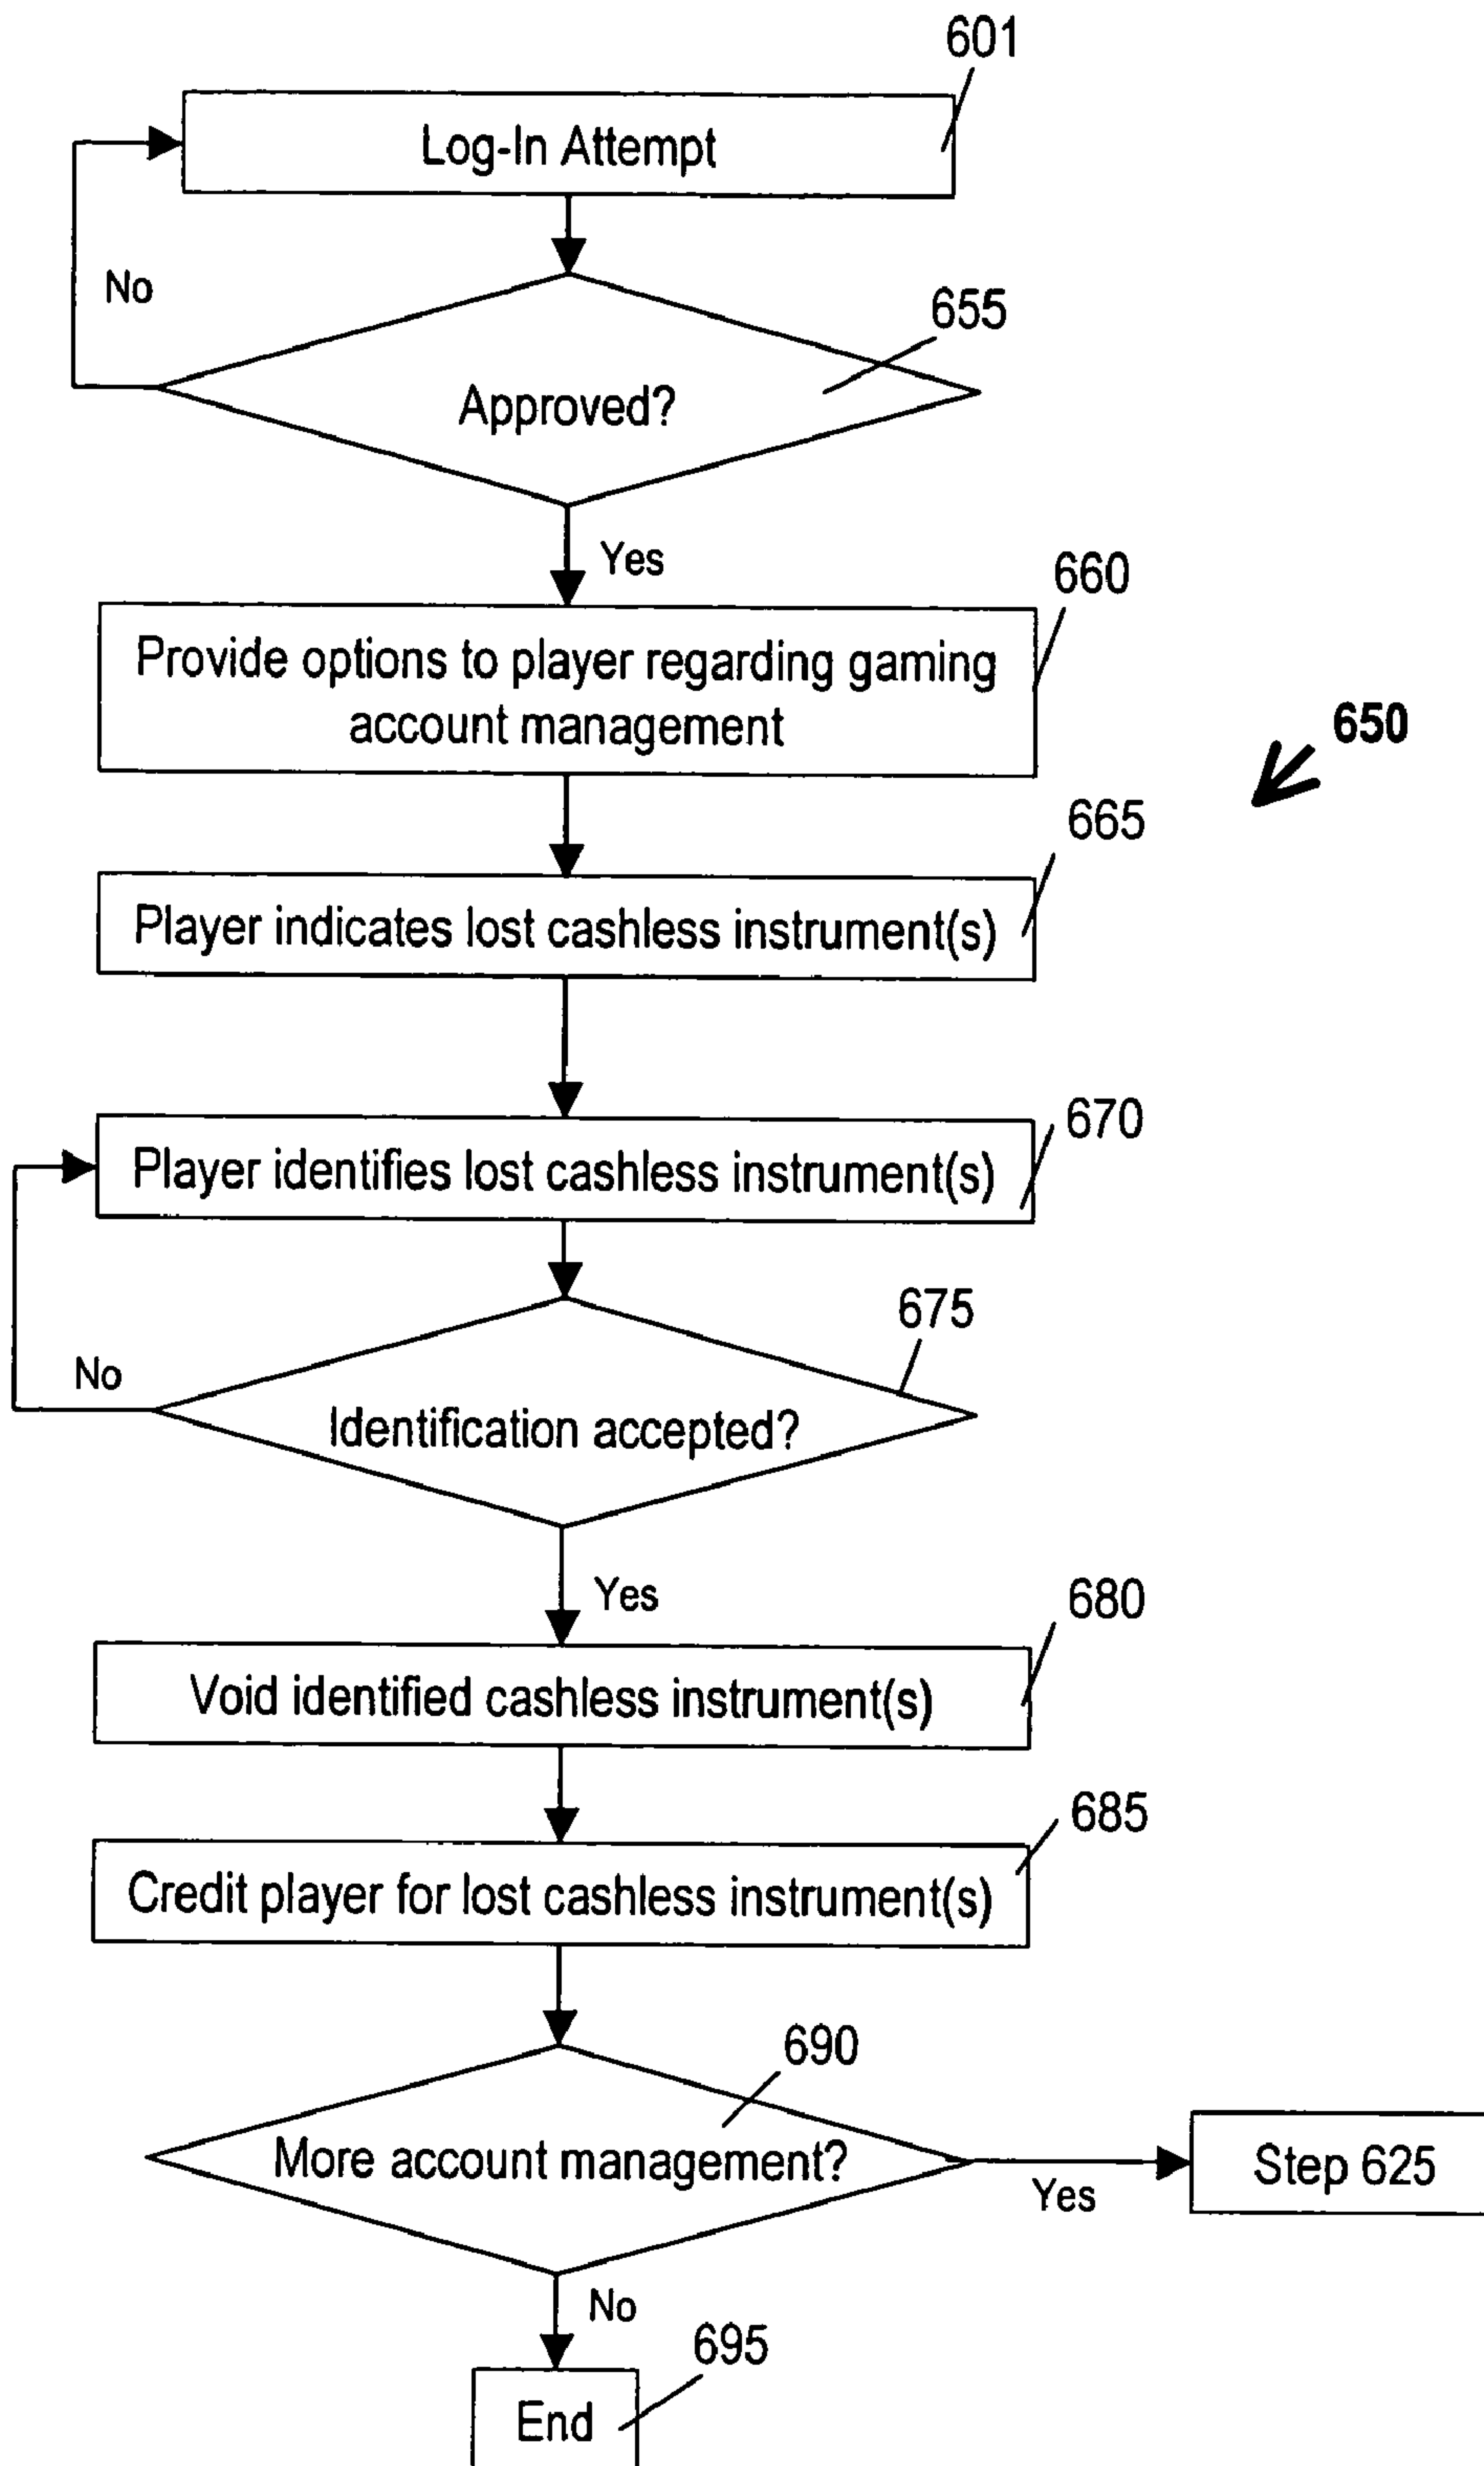 601
Log-In Attempt
No
655
Approved?
Yes
660
Provide options to player regarding gaming
account management
650
665
Player indicates lost cashless instrument(s)
670
Player identifies lost cashless instrument(s)
675
No
Identification accepted?
Yes
680
Void identified cashless instrument(s)
685
Credit player for lost cashless instrument(s)
690
More account management?
Yes
Step 625
No
695
End